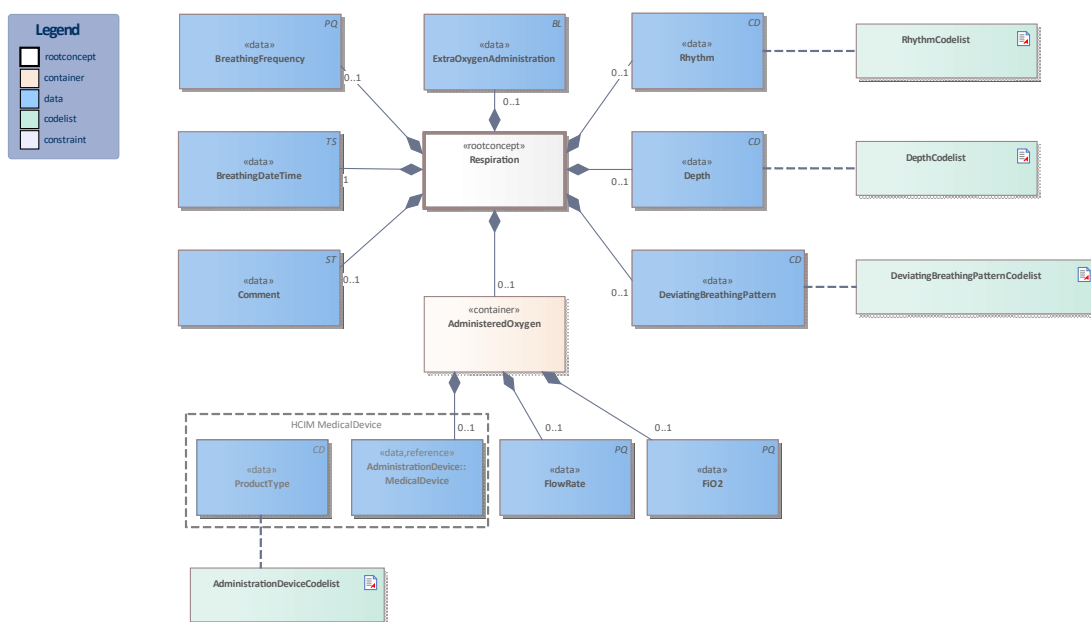 Legend
rootconcept
container
data
codelist
constraint
PQ
«data»
BreathingFrequency
0..1
BL
«data»
ExtraOxygenAdministration
0..1
CD
«data»
Rhythm
0..1
RhythmCodelist
TS
«data»
BreathingDateTime
1
«rootconcept»
Respiration
CD
«data»
Depth
0..1
DepthCodelist
ST
«data»
Comment
0..1
0..1
CD
«data»
DeviatingBreathingPattern
0..1
DeviatingBreathingPatternCodelist
«container»
AdministeredOxygen
HCIM MedicalDevice
CD
«data»
ProductType
0..1
«data,reference»
AdministrationDevice::
MedicalDevice
0..1
PQ
«data»
FlowRate
0..1
PQ
«data»
FiO2
AdministrationDeviceCodelist